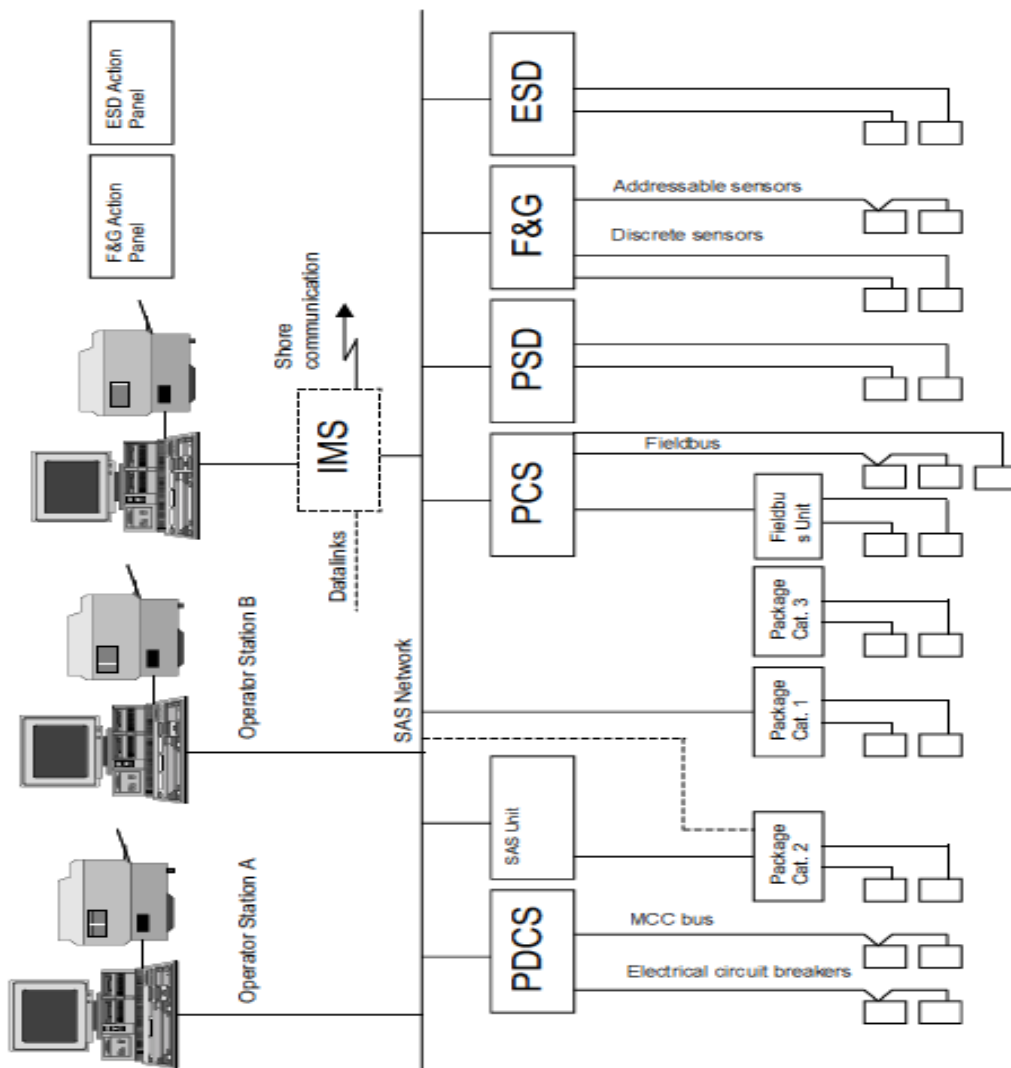 ESD Action
Panel
F&G Action
Panel
Shore
communication
IMS
Datalinks
Operator Station B
Operator Station A
SAS Network
ESD
F&G
Addressable sensors
Discrete sensors
PSD
PCS
Fieldbus
Fieldbu
s Unit
Package
Cat. 3
Package
Cat. 1
SAS Unit
Package
Cat. 2
PDCS
MCC bus
Electrical circuit breakers